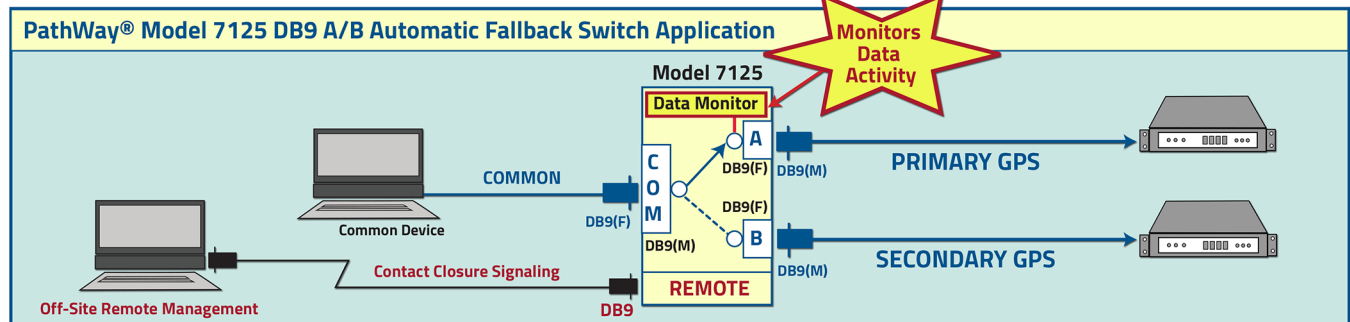 PathWay® Model 7125 DB9 A/B Automatic Fallback Switch Application
Monitors
Data
Activity
Model 7125
Data Monitor
A
DB9(F)
DB9(M)
PRIMARY GPS
COM
COMMON
DB9(F)
DB9(M)
Common Device
DB9(F)
B
DB9(M)
SECONDARY GPS
Contact Closure Signaling
REMOTE
DB9
Off-Site Remote Management